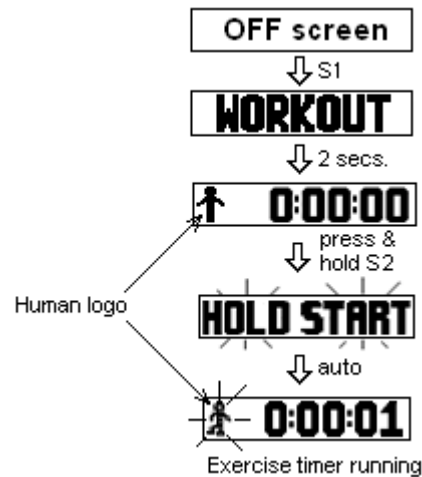 OFF screen
S1
WORKOUT
2 secs.
0:00:00
press &
hold S2
Human logo
HOLD START
auto
0:00:01
Exercise timer running